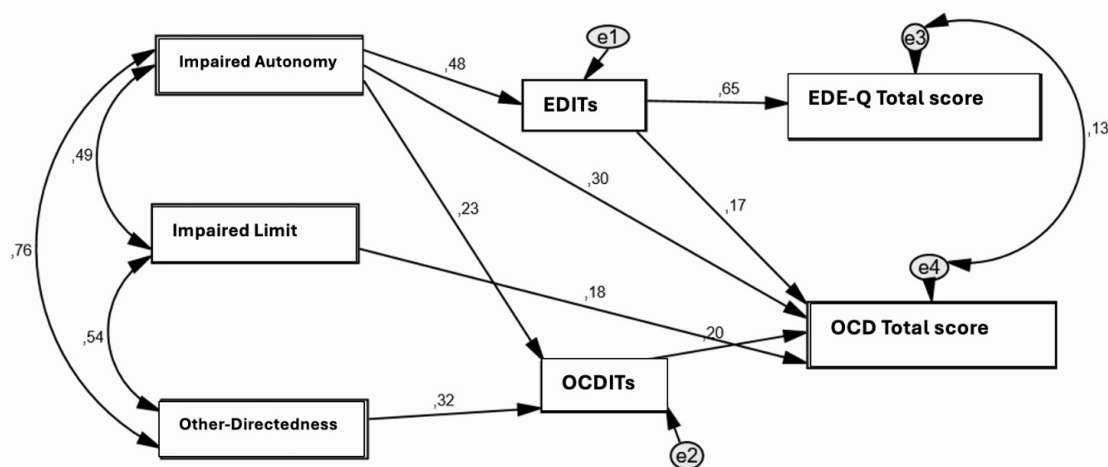 e1
e3
Impaired Autonomy
,48
EDITs
,65
EDE-Q Total score
,13
,49
,30
,23
,17
Impaired Limit
,76
e4
,18
OCD Total score
,54
,20
OCDITs
,32
Other-Directedness
e2